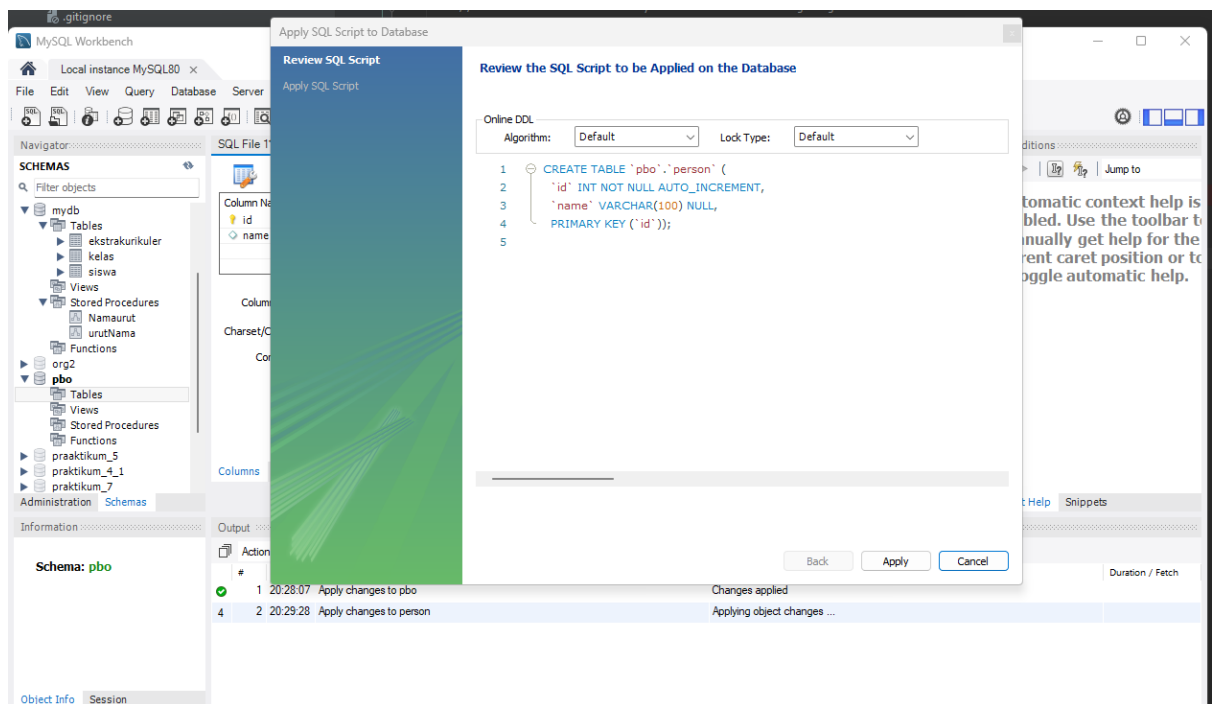 .gitignore
MySQL Workbench
Local instance MySQL80
File Edit View Query Database Server
Navigator
SCHEMAS
Filter objects
mydb
Tables
ekstrakurikuler
kelas
siswa
Views
Stored Procedures
Namaurut
urutNama
Functions
org2
pbo
Tables
Views
Stored Procedures
Functions
praaktikum_5
praktikum_4_1
praktikum_7
Administration Schemas
Information
Schema: pbo
Object Info Session
SQL File 1
Column Na
id
name
Colum
Charset/C
Co
Columns
Apply SQL Script to Database
Review SQL Script
Apply SQL Script
Review the SQL Script to be Applied on the Database
Online DDL
Algorithm: Default Lock Type: Default
1 CREATE TABLE `pbo`.`person` (
2 `id` INT NOT NULL AUTO_INCREMENT,
3 `name` VARCHAR(100) NULL,
4 PRIMARY KEY (`id`));
5
Back Apply Cancel
ditions
Jump to
tomatic context help is
bled. Use the toolbar t
nually get help for the
rent caret position or to
oggle automatic help.
t Help Snippets
Output
Action
# Duration / Fetch
1 20:28:07 Apply changes to pbo Changes applied
4 2 20:29:28 Apply changes to person Applying object changes ...